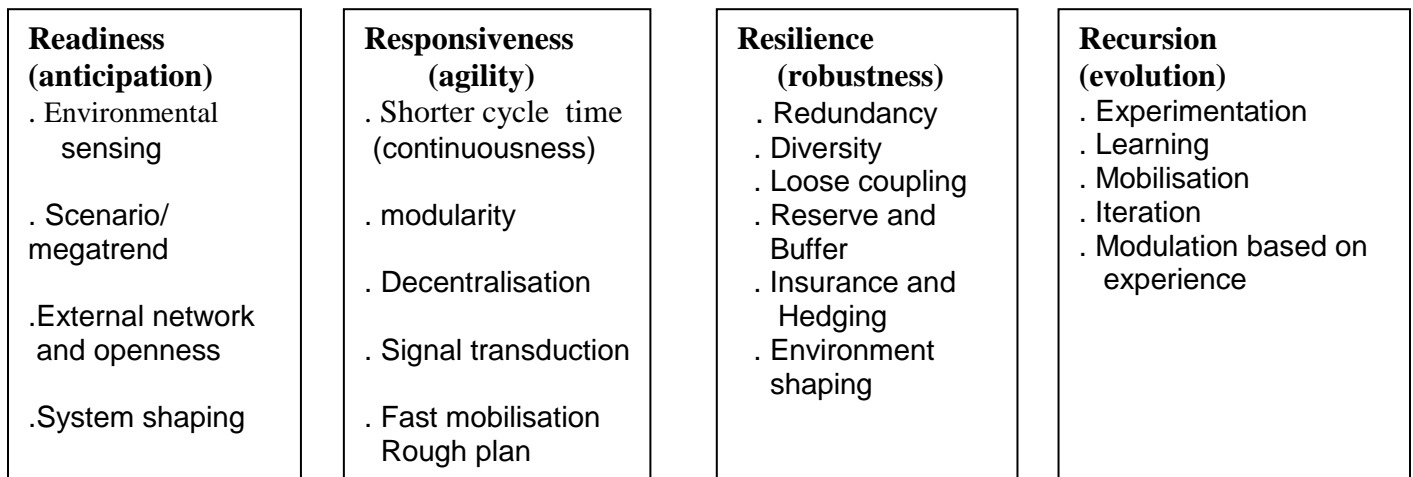 Readiness
(anticipation)
. Environmental
sensing
. Scenario/
megatrend
.External network
and openness
.System shaping
Responsiveness
(agility)
. Shorter cycle time
(continuousness)
. modularity
. Decentralisation
. Signal transduction
. Fast mobilisation
Rough plan
Resilience
(robustness)
. Redundancy
. Diversity
. Loose coupling
. Reserve and
Buffer
. Insurance and
Hedging
. Environment
shaping
Recursion
(evolution)
. Experimentation
. Learning
. Mobilisation
. Iteration
. Modulation based on
experience